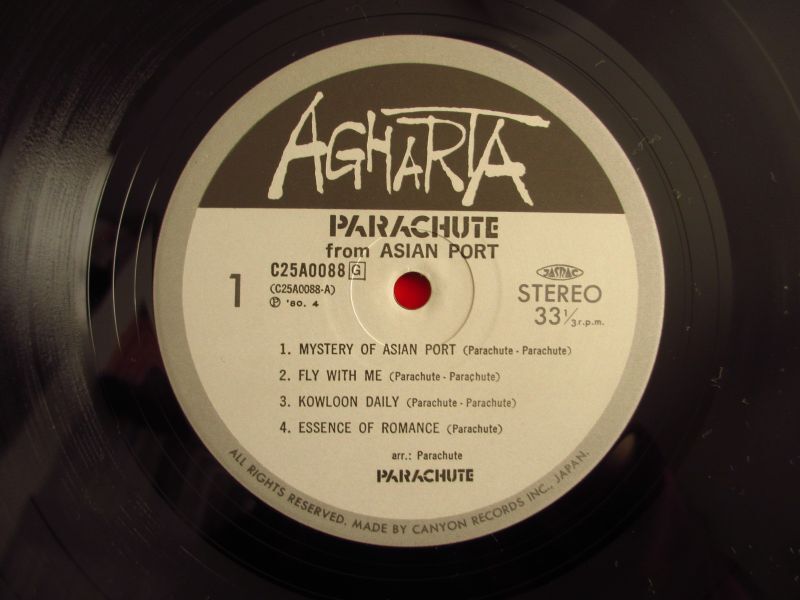 AGHARTA
PARACHUTE
from ASIAN PORT
1
C25A0088 G
(C25A0088-A)
Ⓟ '80. 4
JASRAC
STEREO
33 1/3 r.p.m.
1. MYSTERY OF ASIAN PORT (Parachute - Parachute)
2. FLY WITH ME (Parachute - Parachute)
3. KOWLOON DAILY (Parachute - Parachute)
4. ESSENCE OF ROMANCE (Parachute)
arr.: Parachute
PARACHUTE
ALL RIGHTS RESERVED. MADE BY CANYON RECORDS INC., JAPAN.